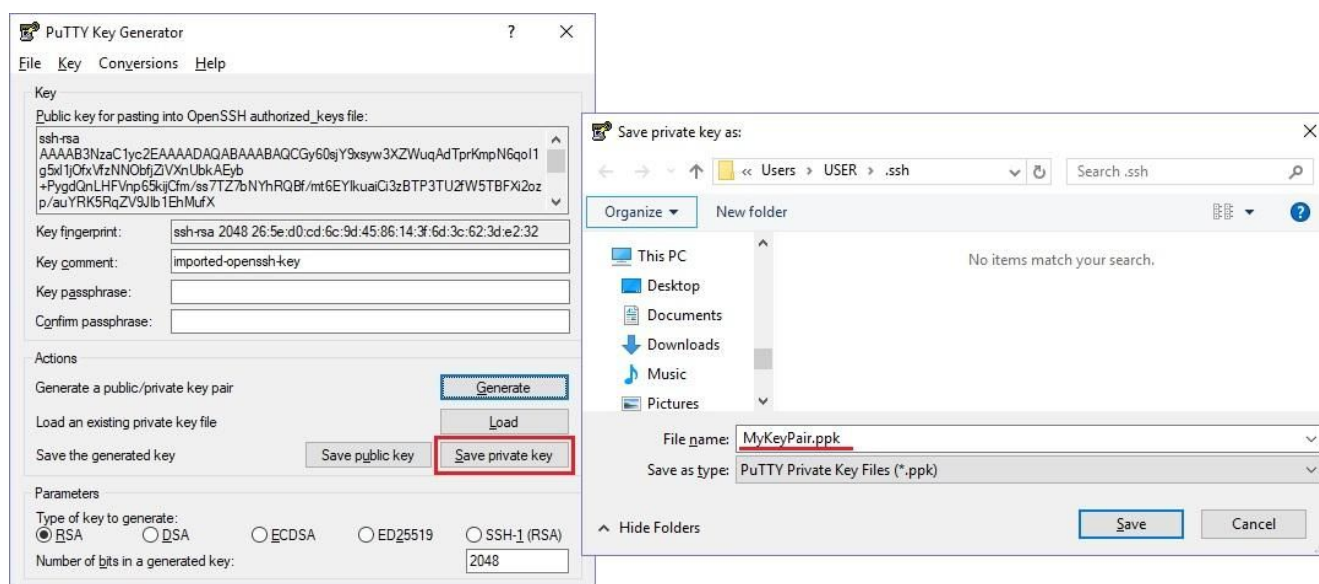 PuTTY Key Generator
File Key Conversions Help
Key
Public key for pasting into OpenSSH authorized_keys file:
ssh-rsa
AAAAB3NzaC1yc2EAAAADAQABAAABAQCGy60sjY9xsyw3XZWuqAdTprKmpN6qoI1
g5xI1jOfxVfzNNObfjZiVXnUbkAEyb
+PygdQnLHFVnp65kijCfm/ss7TZ7bNYhRQBf/mt6EYIkuaiCi3zBTP3TU2fW5TBFXi2oz
p/auYRK5RqZV9JIb1EhMufX
Key fingerprint: ssh-rsa 2048 26:5e:d0:cd:6c:9d:45:86:14:3f:6d:3c:62:3d:e2:32
Key comment: imported-openssh-key
Key passphrase:
Confirm passphrase:
Actions
Generate a public/private key pair Generate
Load an existing private key file Load
Save the generated key Save public key Save private key
Parameters
Type of key to generate:
RSA DSA ECDSA ED25519 SSH-1 (RSA)
Number of bits in a generated key: 2048
Save private key as:
« Users › USER › .ssh Search .ssh
Organize New folder
This PC
Desktop
Documents
Downloads
Music
Pictures
No items match your search.
File name: MyKeyPair.ppk
Save as type: PuTTY Private Key Files (*.ppk)
Hide Folders Save Cancel